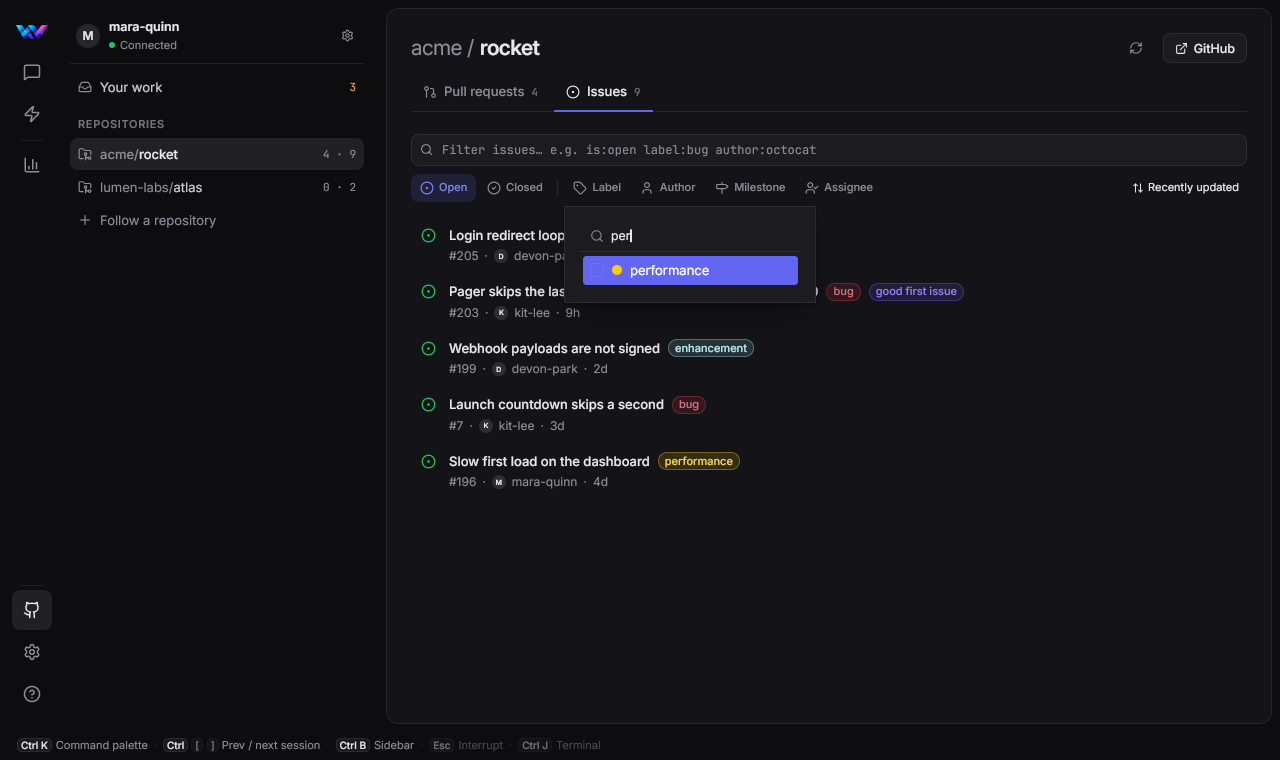 M
mara-quinn
Connected
Your work 3
REPOSITORIES
acme/rocket 4 · 9
lumen-labs/atlas 0 · 2
Follow a repository
acme / rocket
GitHub
Pull requests 4
Issues 9
Filter issues… e.g. is:open label:bug author:octocat
Open
Closed
Label
Author
Milestone
Assignee
Recently updated
per
performance
Login redirect loop
#205 · D devon-pa
Pager skips the las
bug
good first issue
#203 · K kit-lee · 9h
Webhook payloads are not signed enhancement
#199 · D devon-park · 2d
Launch countdown skips a second bug
#7 · K kit-lee · 3d
Slow first load on the dashboard performance
#196 · M mara-quinn · 4d
Ctrl K Command palette · Ctrl [ ] Prev / next session · Ctrl B Sidebar · Esc Interrupt · Ctrl J Terminal